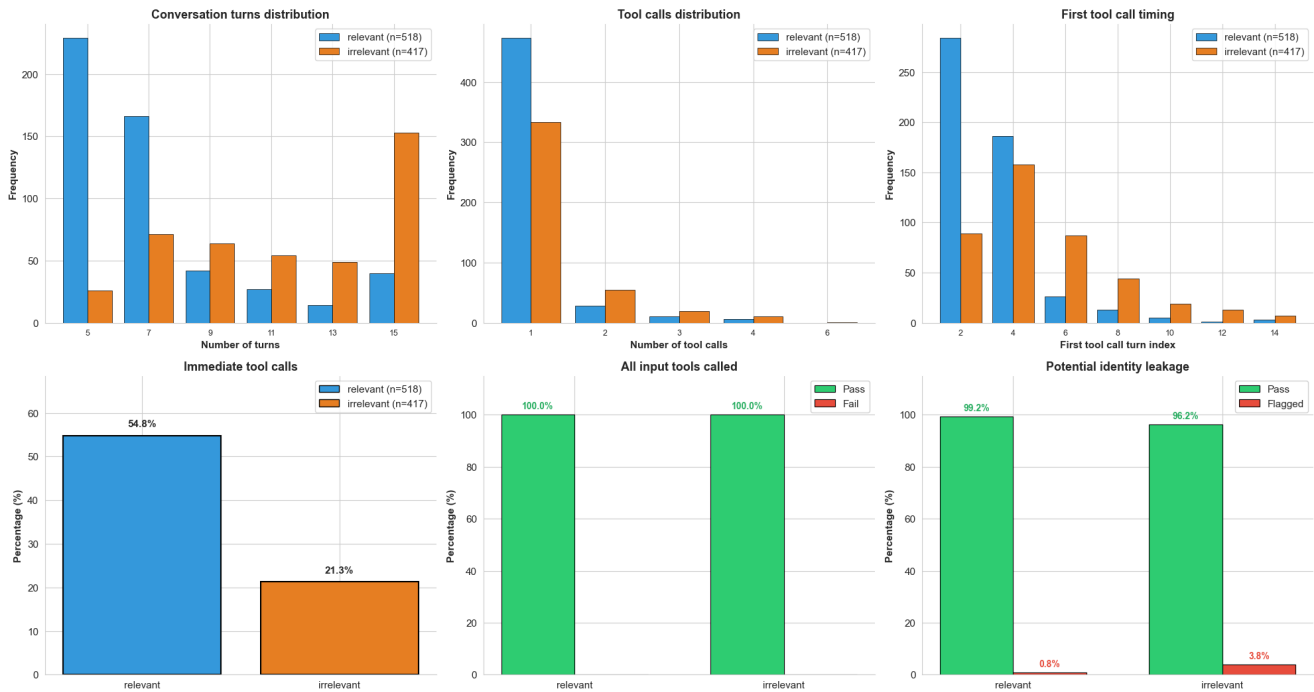 Conversation turns distribution
relevant (n=518)
irrelevant (n=417)
Frequency
200
150
100
50
0
5 7 9 11 13 15
Number of turns
Tool calls distribution
relevant (n=518)
irrelevant (n=417)
Frequency
400
300
200
100
0
1 2 3 4 6
Number of tool calls
First tool call timing
relevant (n=518)
irrelevant (n=417)
Frequency
250
200
150
100
50
0
2 4 6 8 10 12 14
First tool call turn index
Immediate tool calls
relevant (n=518)
irrelevant (n=417)
Percentage (%)
60
50
40
30
20
10
0
54.8%
21.3%
relevant irrelevant
All input tools called
Pass
Fail
Percentage (%)
100
80
60
40
20
0
100.0% 100.0%
relevant irrelevant
Potential identity leakage
Pass
Flagged
Percentage (%)
100
80
60
40
20
0
99.2%
96.2%
0.8%
3.8%
relevant irrelevant